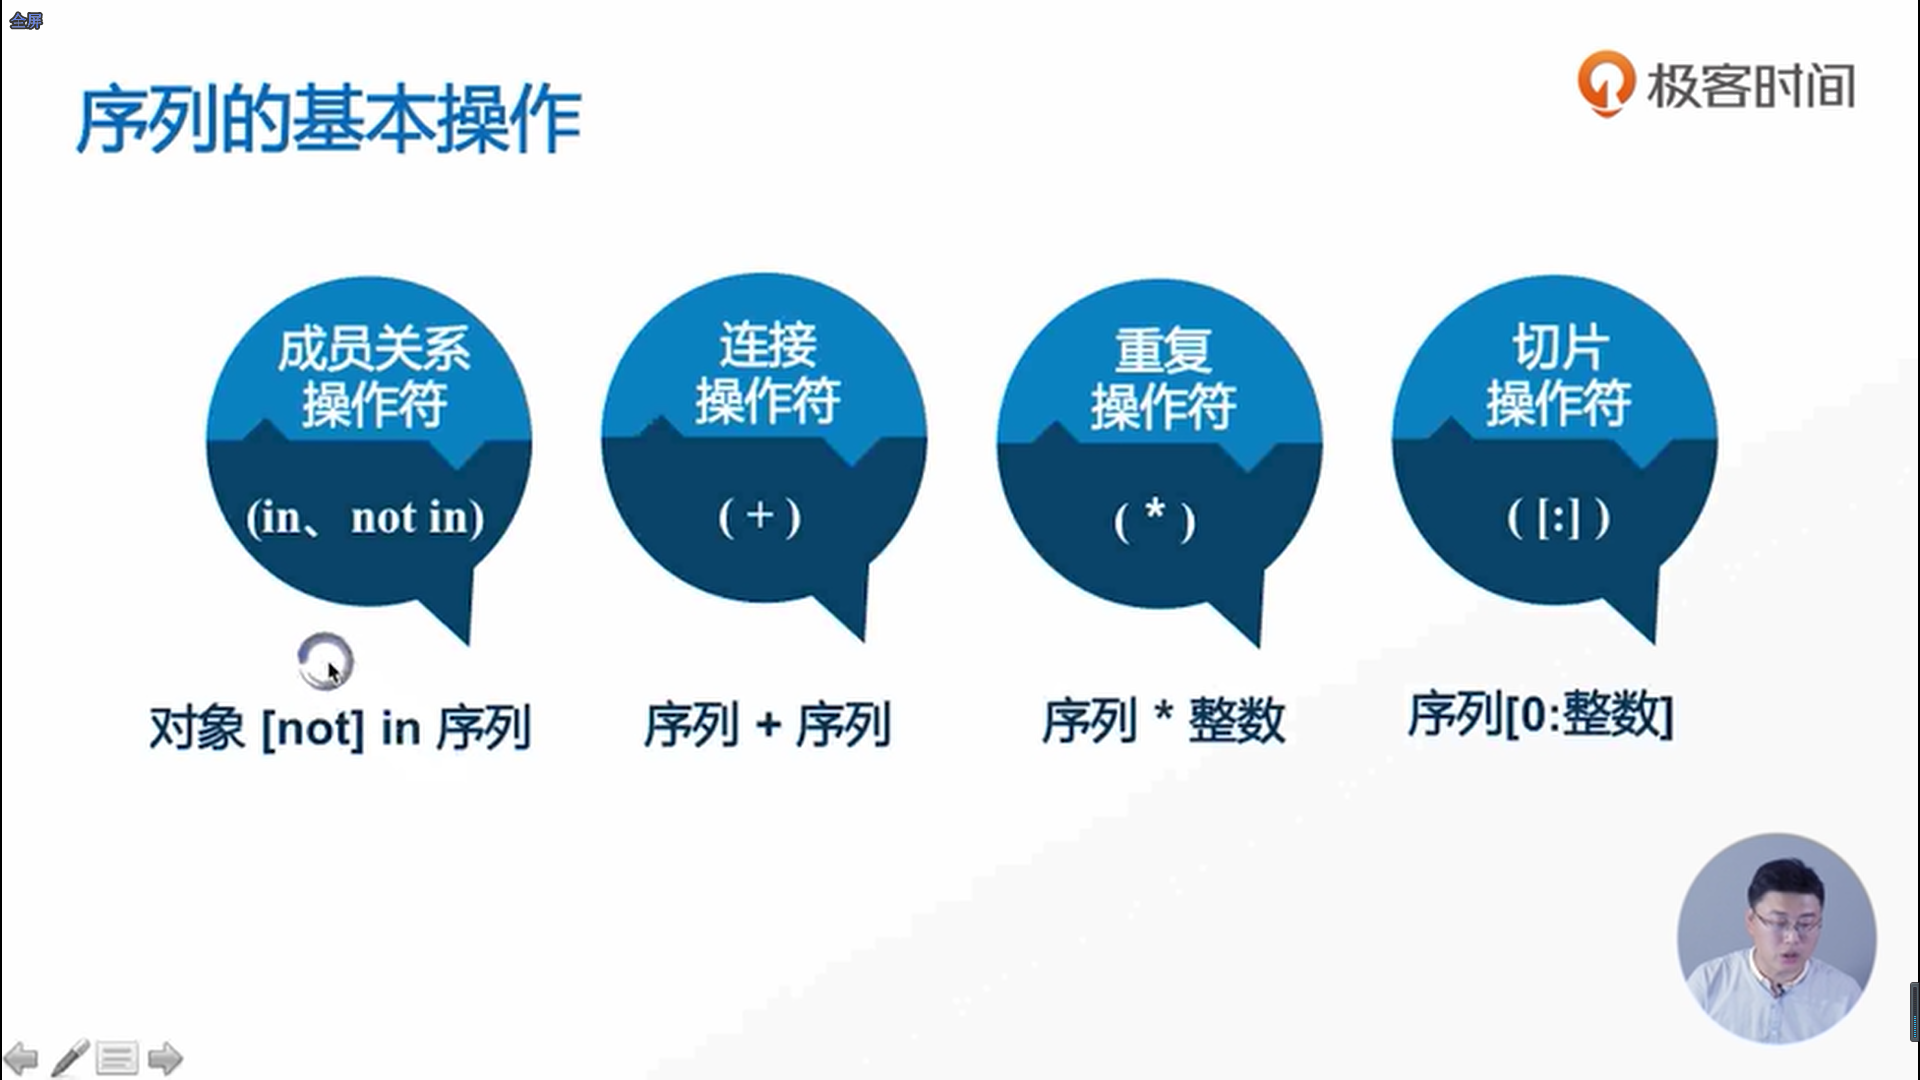 全屏
极客时间
序列的基本操作
成员关系
操作符
(in、not in)
对象 [not] in 序列
连接
操作符
( + )
序列 + 序列
重复
操作符
( * )
序列 * 整数
切片
操作符
( [:] )
序列[0:整数]